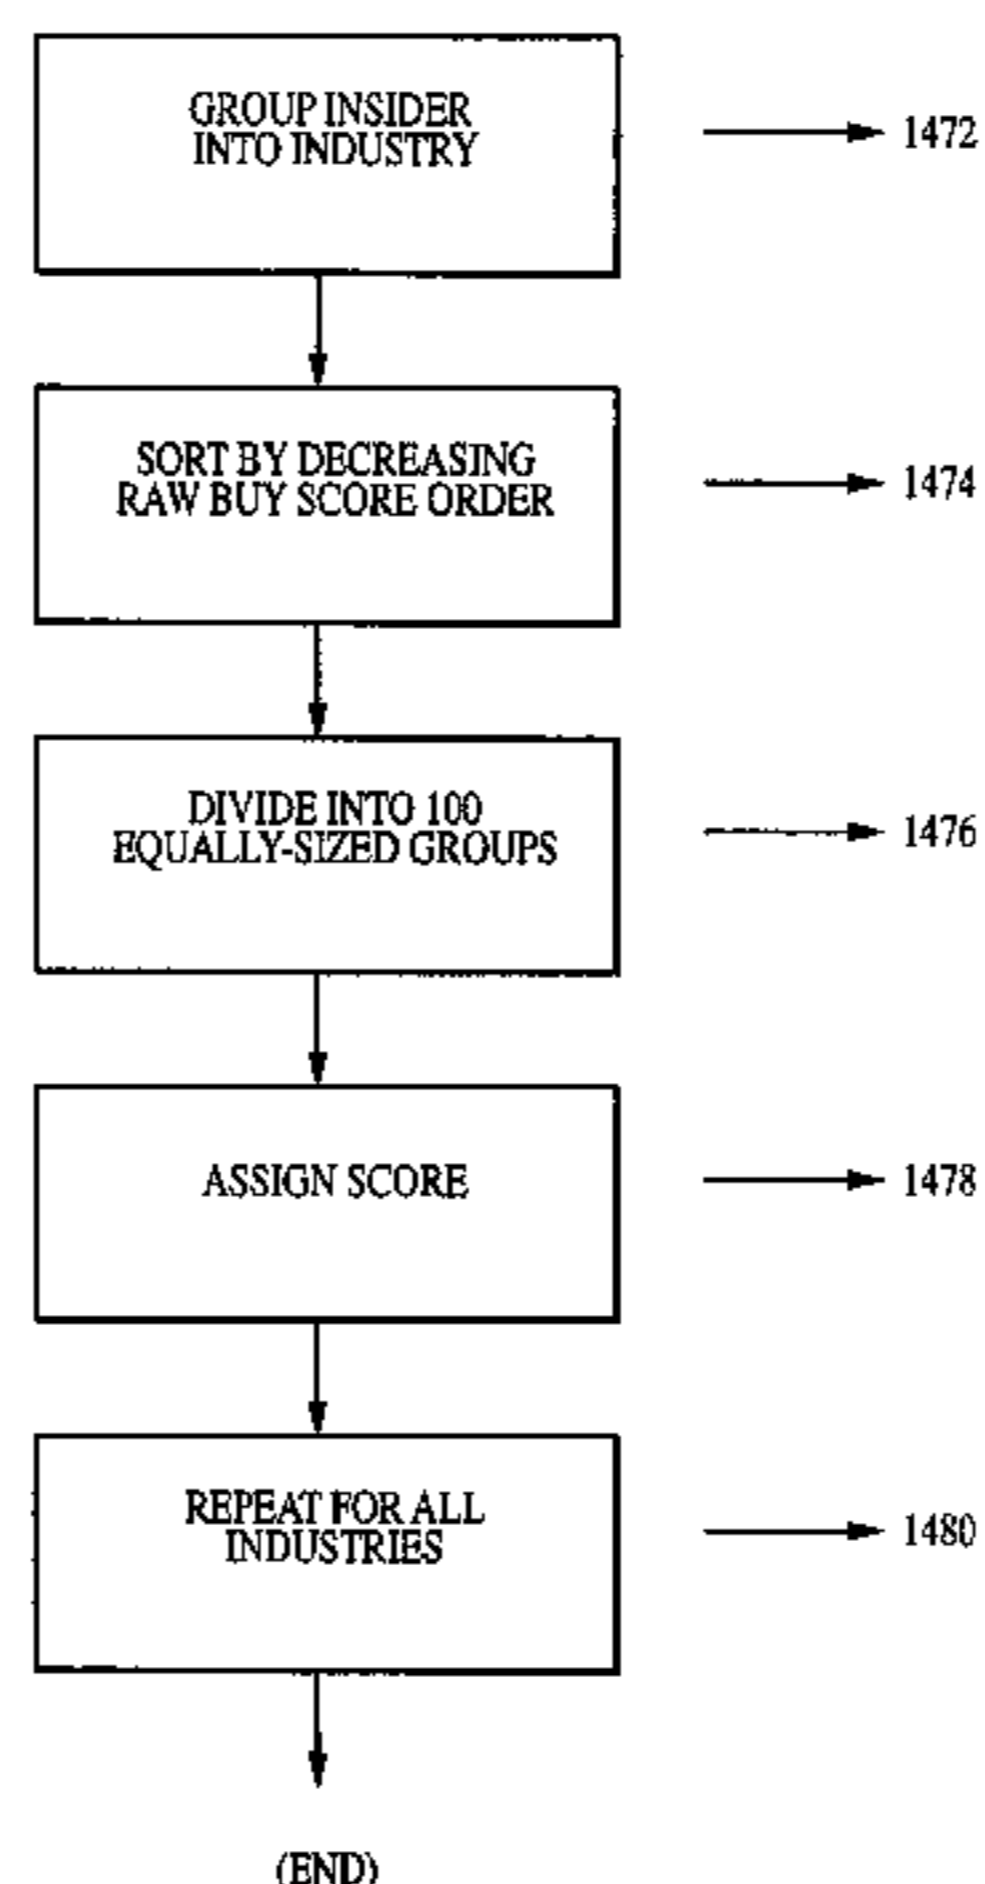 GROUP INSIDER
INTO INDUSTRY
1472
SORT BY DECREASING
RAW BUY SCORE ORDER
1474
DIVIDE INTO 100
EQUALLY-SIZED GROUPS
1476
ASSIGN SCORE
1478
REPEAT FOR ALL
INDUSTRIES
1480
(END)